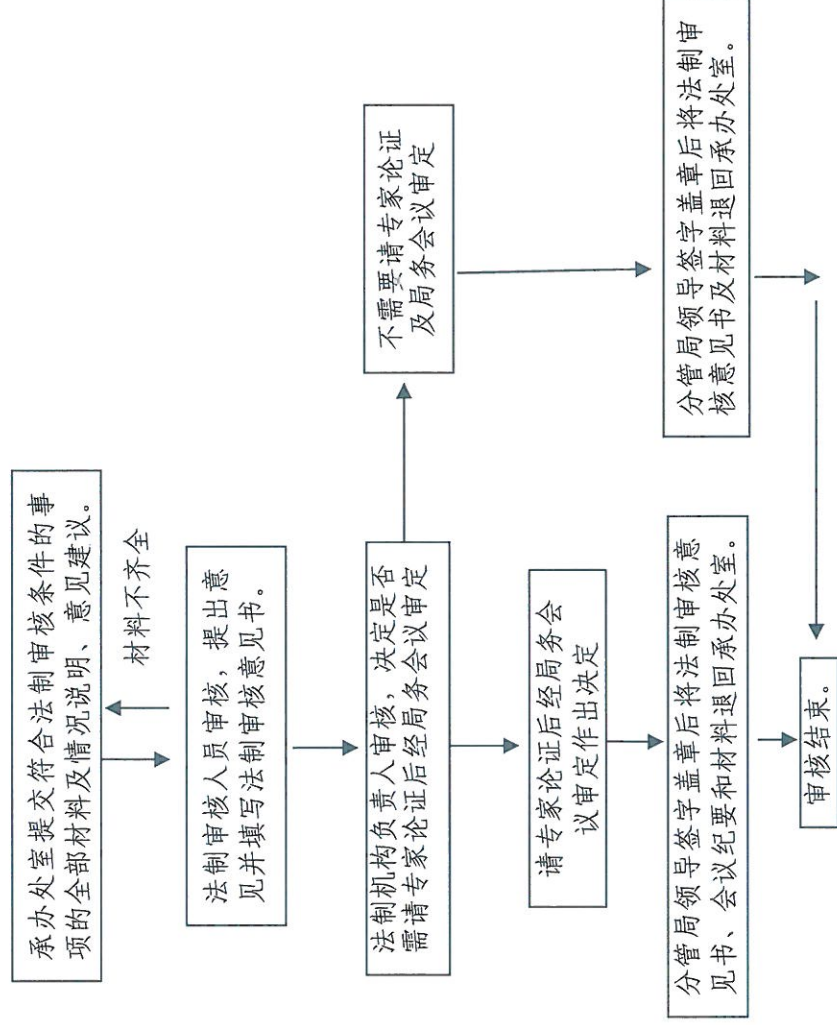 承办处室提交符合法制审核条件的事
项的全部材料及情况说明、意见建议。
材料不齐全
法制审核人员审核，提出意
见并填写法制审核意见书。
法制机构负责人审核，决定是否
需请专家论证后经局务会议审定
不需要请专家论证
及局务会议审定
请专家论证后经局务会
议审定作出决定
分管局领导签字盖章后将法制审核意
见书、会议纪要和材料退回承办处室。
分管局领导签字盖章后将法制审
核意见书及材料退回承办处室。
审核结束。